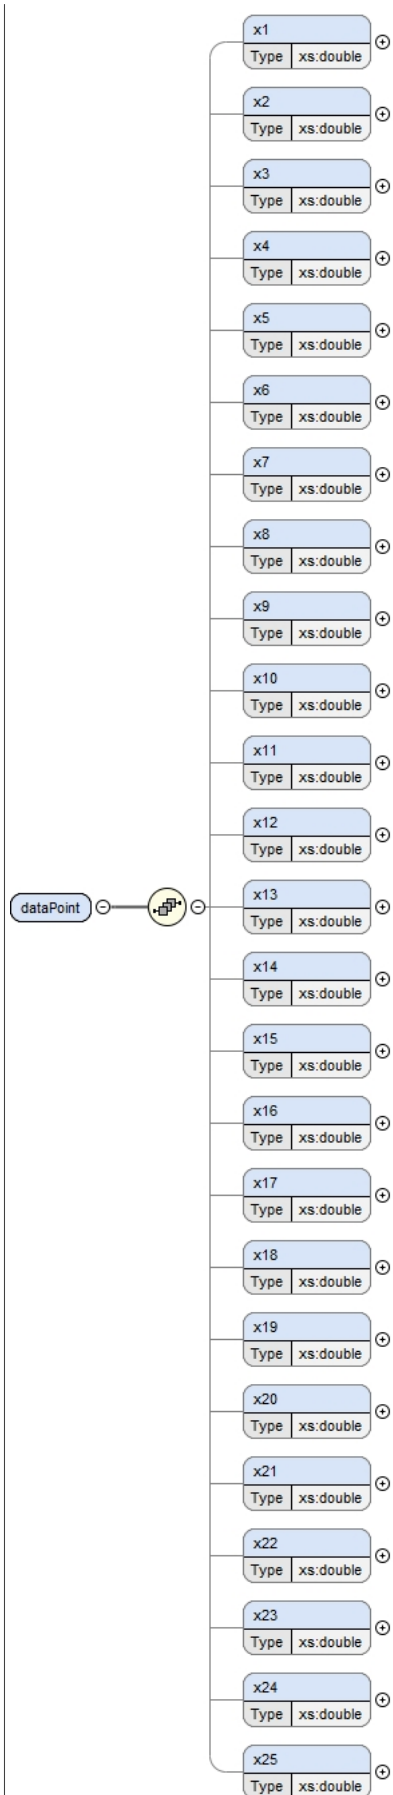 x1
Type xs:double
x2
Type xs:double
x3
Type xs:double
x4
Type xs:double
x5
Type xs:double
x6
Type xs:double
x7
Type xs:double
x8
Type xs:double
x9
Type xs:double
x10
Type xs:double
x11
Type xs:double
x12
Type xs:double
dataPoint
x13
Type xs:double
x14
Type xs:double
x15
Type xs:double
x16
Type xs:double
x17
Type xs:double
x18
Type xs:double
x19
Type xs:double
x20
Type xs:double
x21
Type xs:double
x22
Type xs:double
x23
Type xs:double
x24
Type xs:double
x25
Type xs:double